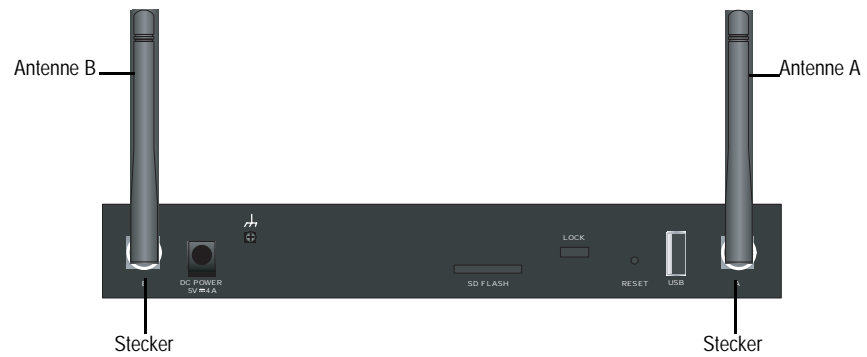 Antenne B
Antenne A
LOCK
DC POWER
5V⎓4A
SD FLASH
RESET
USB
A
Stecker
Stecker